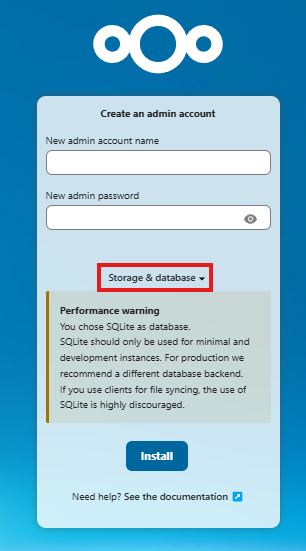 Create an admin account
New admin account name
New admin password
Storage & database
Performance warning
You chose SQLite as database.
SQLite should only be used for minimal and
development instances. For production we
recommend a different database backend.
If you use clients for file syncing, the use of
SQLite is highly discouraged.
Install
Need help? See the documentation